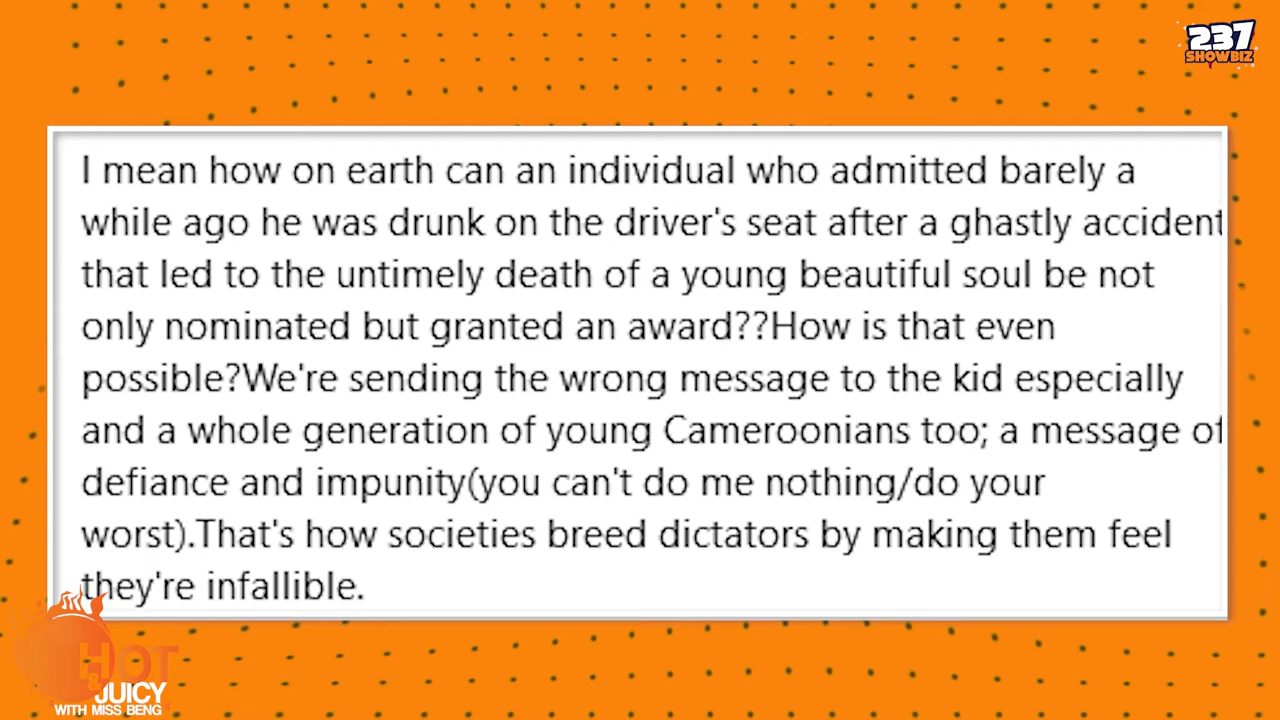 237
SHOWBIZ
I mean how on earth can an individual who admitted barely a
while ago he was drunk on the driver's seat after a ghastly accident
that led to the untimely death of a young beautiful soul be not
only nominated but granted an award??How is that even
possible?We're sending the wrong message to the kid especially
and a whole generation of young Cameroonians too; a message of
defiance and impunity(you can't do me nothing/do your
worst).That's how societies breed dictators by making them feel
they're infallible.
HOT
& JUICY
WITH MISS BENG